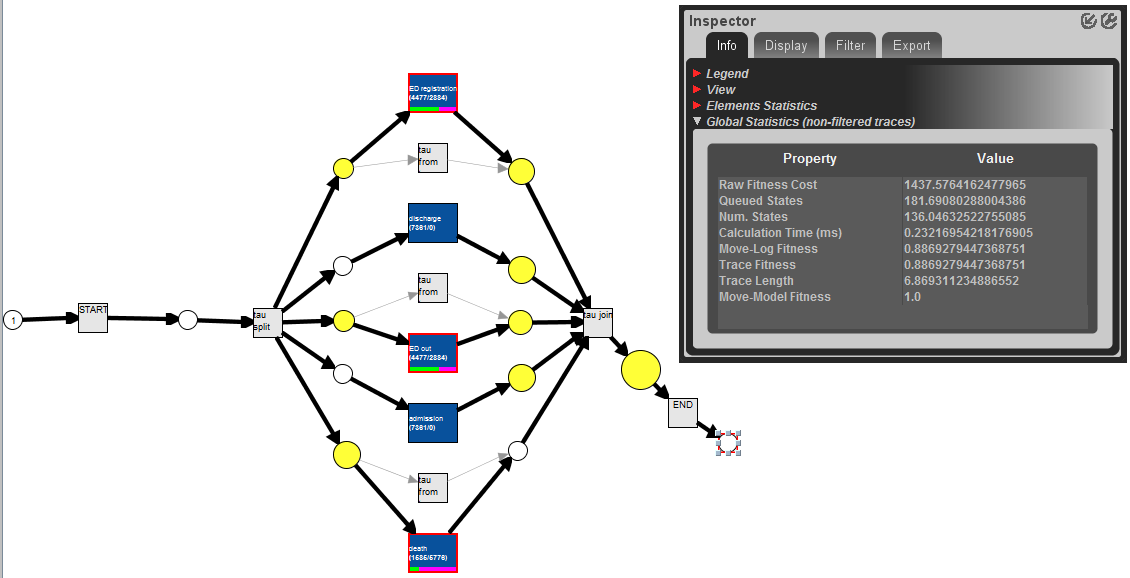 Inspector
Info
Display
Filter
Export
Legend
View
Elements Statistics
Global Statistics (non-filtered traces)
Property Value
Raw Fitness Cost 1437.5764162477965
Queued States 181.69080288004386
Num. States 136.04632522755085
Calculation Time (ms) 0.23216954218176905
Move-Log Fitness 0.8869279447368751
Trace Fitness 0.8869279447368751
Trace Length 6.869311234886552
Move-Model Fitness 1.0
1
START
tau
split
ED registration
(4477/2884)
tau
from
discharge
(7361/0)
tau
from
ED out
(4477/2884)
admission
(7361/0)
tau
from
death
(1585/5776)
tau join
END